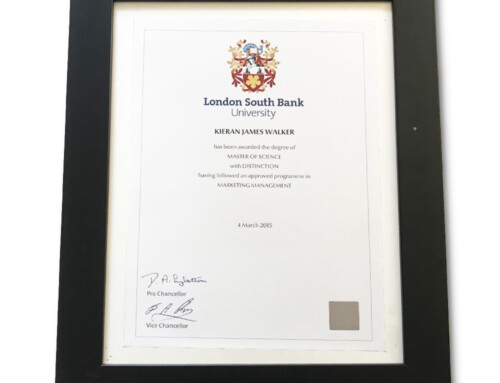 London South Bank
University
KIERAN JAMES WALKER
has been awarded the degree of
MASTER OF SCIENCE
with DISTINCTION
having followed an approved programme in
MARKETING MANAGEMENT
4 March 2015
Pro Chancellor
Vice Chancellor